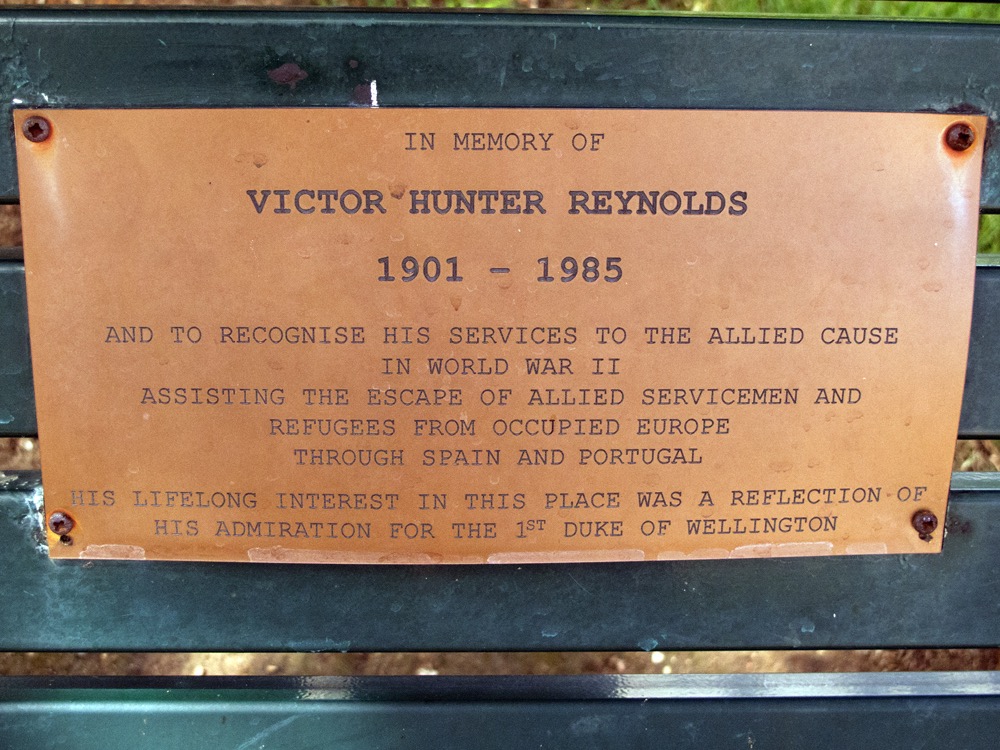 IN MEMORY OF
VICTOR HUNTER REYNOLDS
1901 - 1985
AND TO RECOGNISE HIS SERVICES TO THE ALLIED CAUSE
IN WORLD WAR II
ASSISTING THE ESCAPE OF ALLIED SERVICEMEN AND
REFUGEES FROM OCCUPIED EUROPE
THROUGH SPAIN AND PORTUGAL
HIS LIFELONG INTEREST IN THIS PLACE WAS A REFLECTION OF
HIS ADMIRATION FOR THE 1ST DUKE OF WELLINGTON